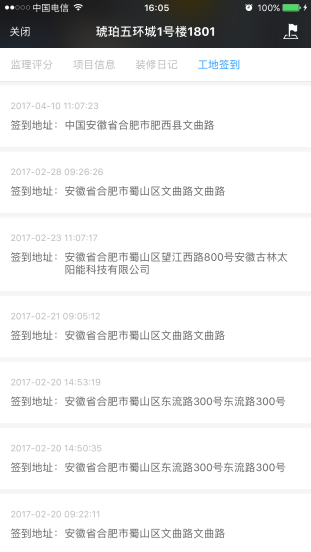 中国电信 16:05 100%
关闭 琥珀五环城1号楼1801
监理评分 项目信息 装修日记 工地签到
2017-04-10 11:07:23
签到地址：中国安徽省合肥市肥西县文曲路
2017-02-28 09:26:26
签到地址：安徽省合肥市蜀山区文曲路文曲路
2017-02-23 11:07:17
签到地址：安徽省合肥市蜀山区望江西路800号安徽古林太
阳能科技有限公司
2017-02-21 09:05:12
签到地址：安徽省合肥市蜀山区文曲路文曲路
2017-02-20 14:53:19
签到地址：安徽省合肥市蜀山区东流路300号东流路300号
2017-02-20 14:50:35
签到地址：安徽省合肥市蜀山区东流路300号东流路300号
2017-02-20 09:22:11
签到地址：安徽省合肥市蜀山区文曲路文曲路